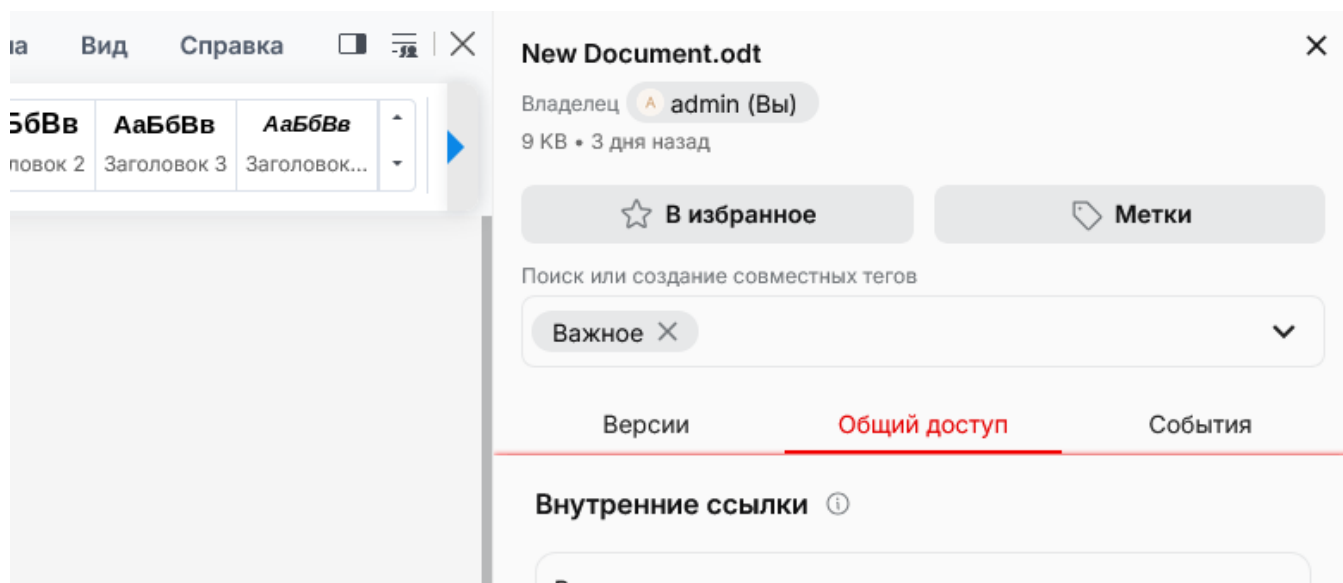 Вид Справка
АаБбВв АаБбВв
Заголовок 3 Заголовок...
New Document.odt
Владелец A admin (Вы)
9 KB • 3 дня назад
В избранное Метки
Поиск или создание совместных тегов
Важное
Версии Общий доступ События
Внутренние ссылки